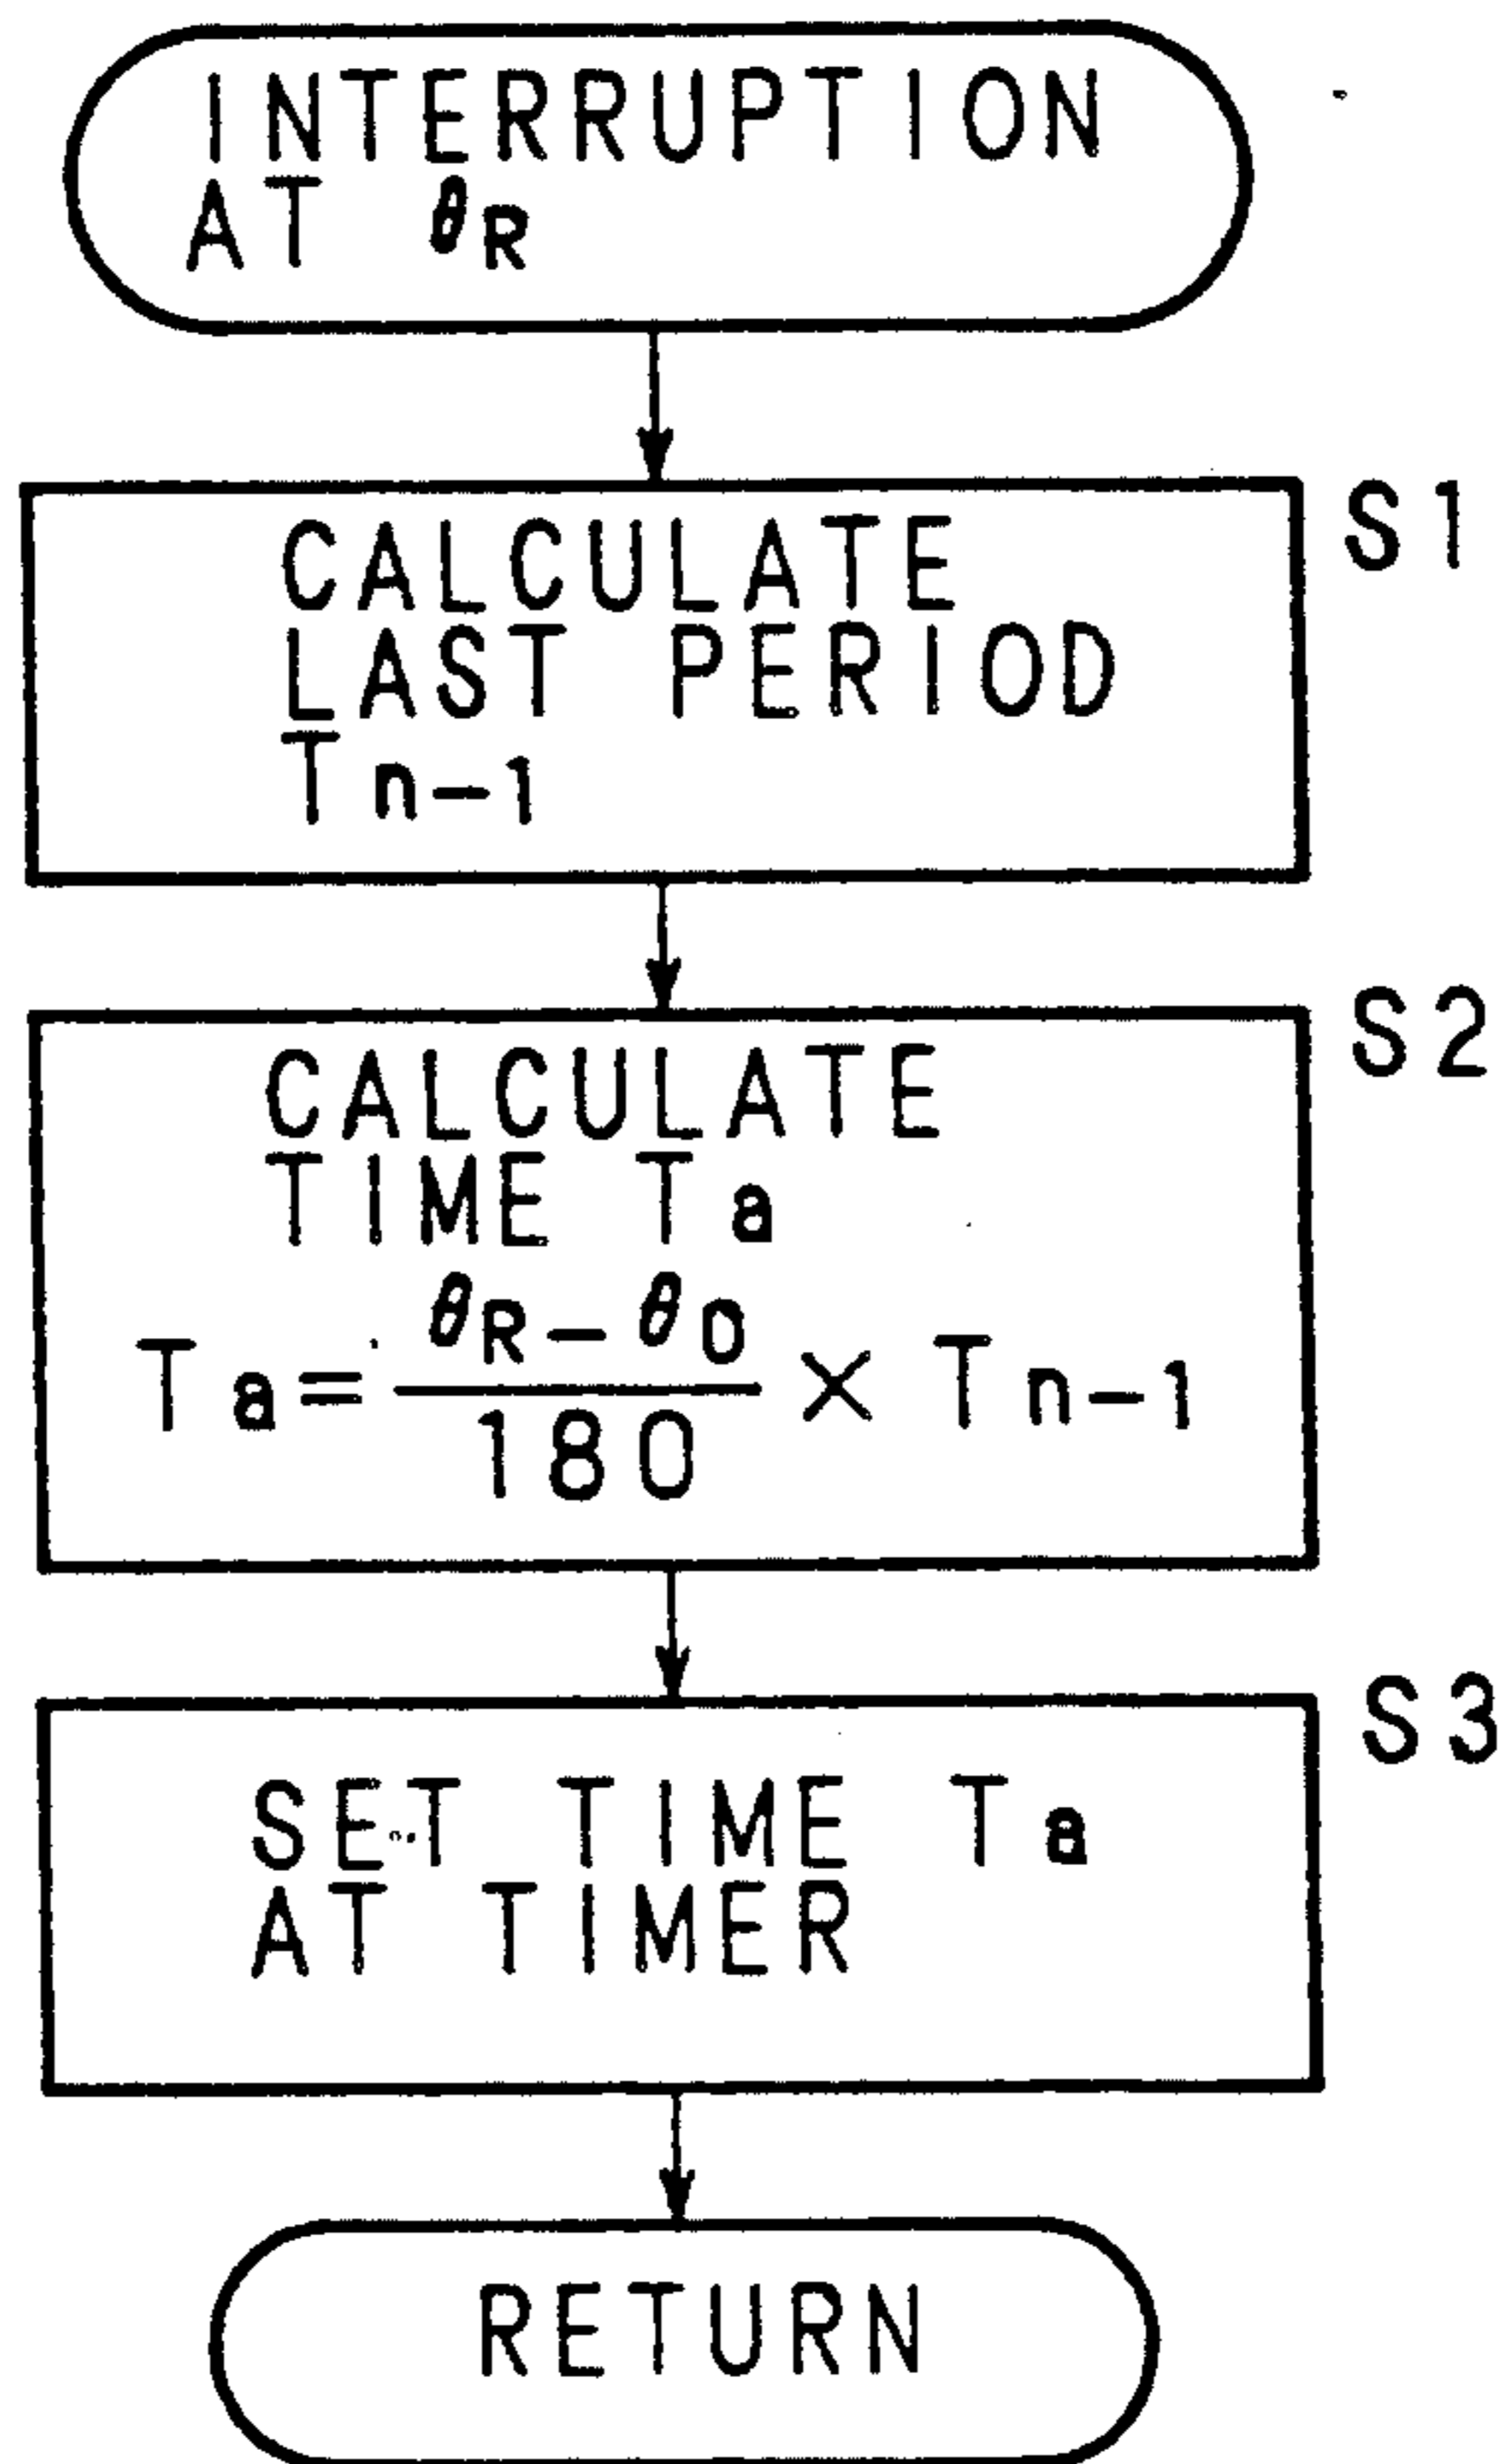 INTERRUPTION
AT θR
S1
CALCULATE
LAST PERIOD
Tn-1
S2
CALCULATE
TIME Ta
Ta= θR-θ0 / 180 × Tn-1
S3
SET TIME Ta
AT TIMER
RETURN